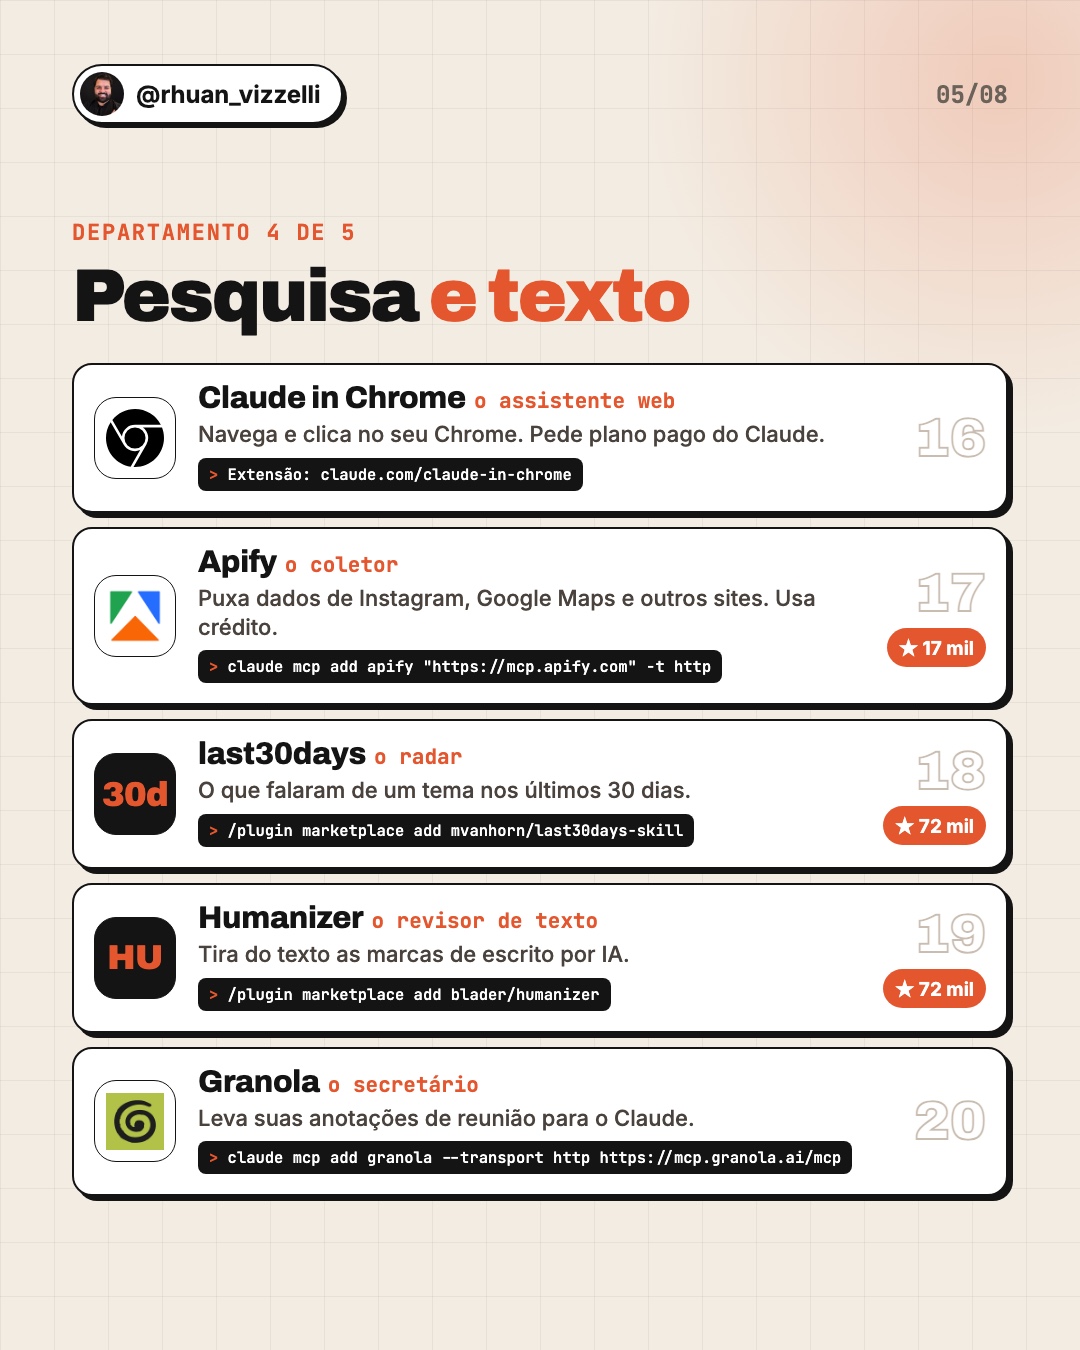 @rhuan_vizzelli
05/08
DEPARTAMENTO 4 DE 5
Pesquisa e texto
Claude in Chrome o assistente web
Navega e clica no seu Chrome. Pede plano pago do Claude.
> Extensão: claude.com/claude-in-chrome
16
Apify o coletor
Puxa dados de Instagram, Google Maps e outros sites. Usa
crédito.
> claude mcp add apify "https://mcp.apify.com" -t http
17
★ 17 mil
30d
last30days o radar
O que falaram de um tema nos últimos 30 dias.
> /plugin marketplace add mvanhorn/last30days-skill
18
★ 72 mil
HU
Humanizer o revisor de texto
Tira do texto as marcas de escrito por IA.
> /plugin marketplace add blader/humanizer
19
★ 72 mil
Granola o secretário
Leva suas anotações de reunião para o Claude.
> claude mcp add granola --transport http https://mcp.granola.ai/mcp
20